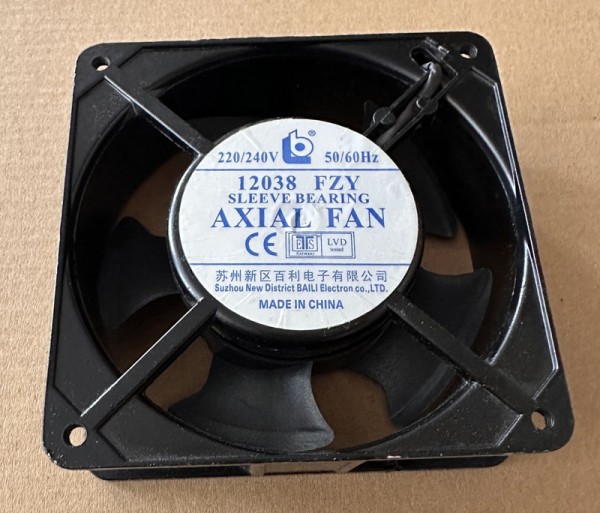 b ®
220/240V 50/60Hz
12038 FZY
SLEEVE BEARING
AXIAL FAN
CE ETS LVD
苏州新区百利电子有限公司
Suzhou New District BAILI Electron co.,LTD.
MADE IN CHINA